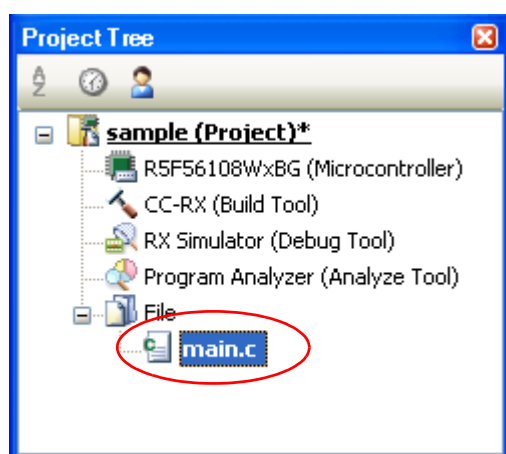 Project Tree
sample (Project)*
R5F56108WxBG (Microcontroller)
CC-RX (Build Tool)
RX Simulator (Debug Tool)
Program Analyzer (Analyze Tool)
File
main.c